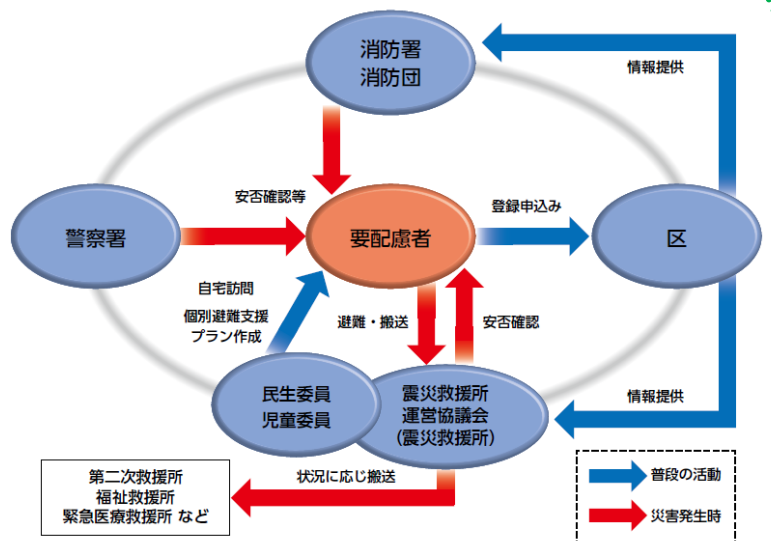 消防署
消防団
情報提供
安否確認等
登録申込み
警察署
要配慮者
区
自宅訪問
個別避難支援
プラン作成
避難・搬送
安否確認
民生委員
児童委員
震災救援所
運営協議会
(震災救援所)
情報提供
第二次救援所
福祉救援所
緊急医療救援所 など
状況に応じ搬送
普段の活動
災害発生時